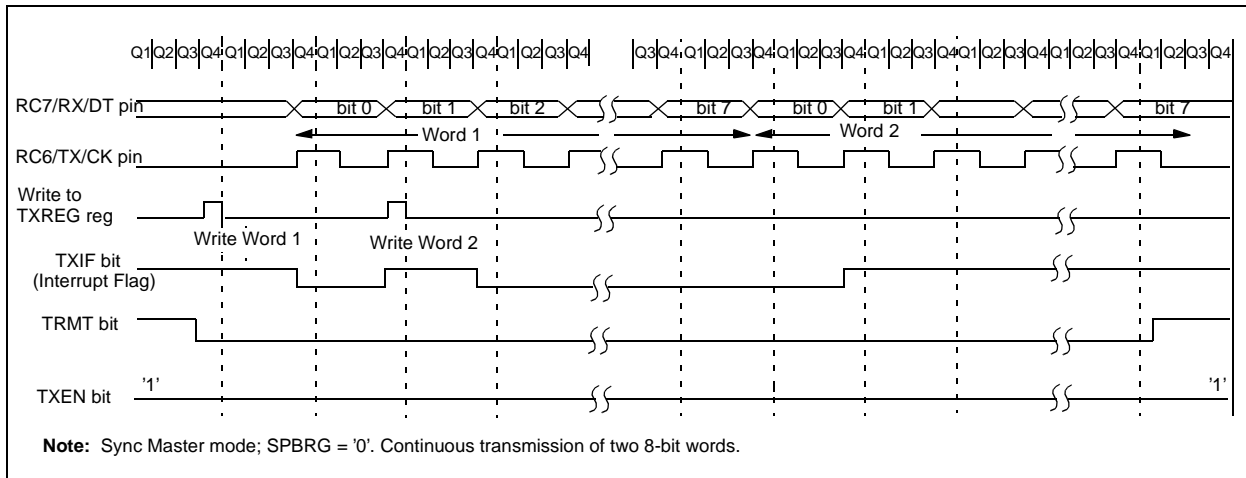 Q1 Q2 Q3 Q4 Q1 Q2 Q3 Q4 Q1 Q2 Q3 Q4 Q1 Q2 Q3 Q4 Q1 Q2 Q3 Q4 Q3 Q4 Q1 Q2 Q3 Q4 Q1 Q2 Q3 Q4 Q1 Q2 Q3 Q4 Q1 Q2 Q3 Q4 Q1 Q2 Q3 Q4 Q1 Q2 Q3 Q4
RC7/RX/DT pin bit 0 bit 1 bit 2 bit 7 bit 0 bit 1 bit 7
Word 1 Word 2
RC6/TX/CK pin
Write to
TXREG reg
Write Word 1 Write Word 2
TXIF bit
(Interrupt Flag)
TRMT bit
'1' '1'
TXEN bit
Note: Sync Master mode; SPBRG = '0'. Continuous transmission of two 8-bit words.